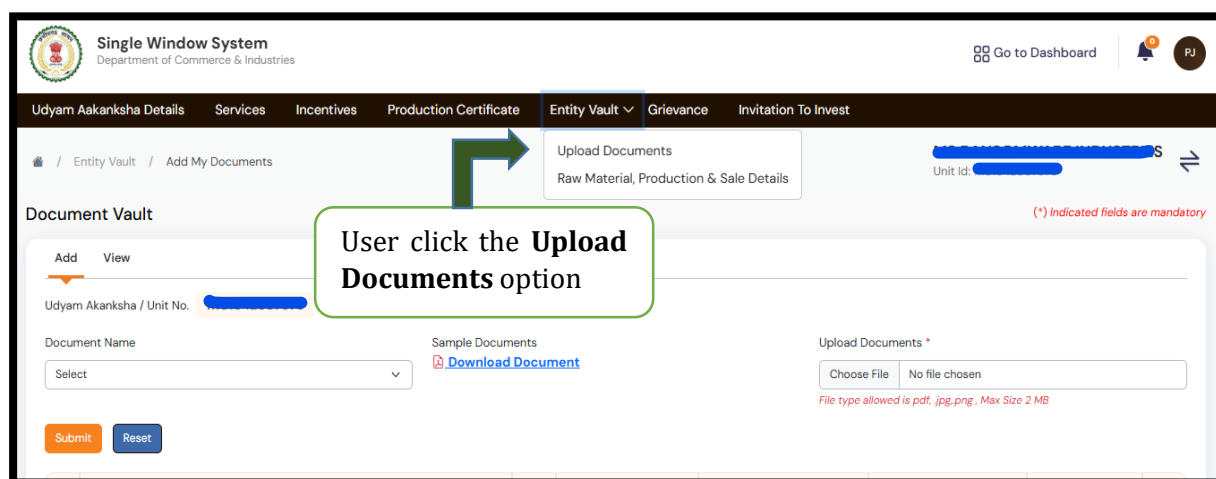 Single Window System
Department of Commerce & Industries
Go to Dashboard
0
PJ
Udyam Aakanksha Details Services Incentives Production Certificate Entity Vault Grievance Invitation To Invest
/ Entity Vault / Add My Documents
Upload Documents
Raw Material, Production & Sale Details
S
Unit Id:
Document Vault
(*) Indicated fields are mandatory
User click the Upload
Documents option
Add View
Udyam Akanksha / Unit No.
Document Name
Sample Documents
Upload Documents *
Select
Download Document
Choose File No file chosen
File type allowed is pdf, .jpg,.png , Max Size 2 MB
Submit Reset